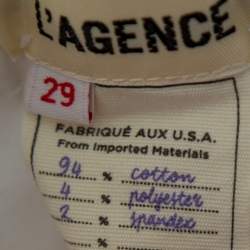 L'AGENCE
29
FABRIQUÉ AUX U.S.A.
From Imported Materials
94 % cotton
4 % polyester
2 % spandex